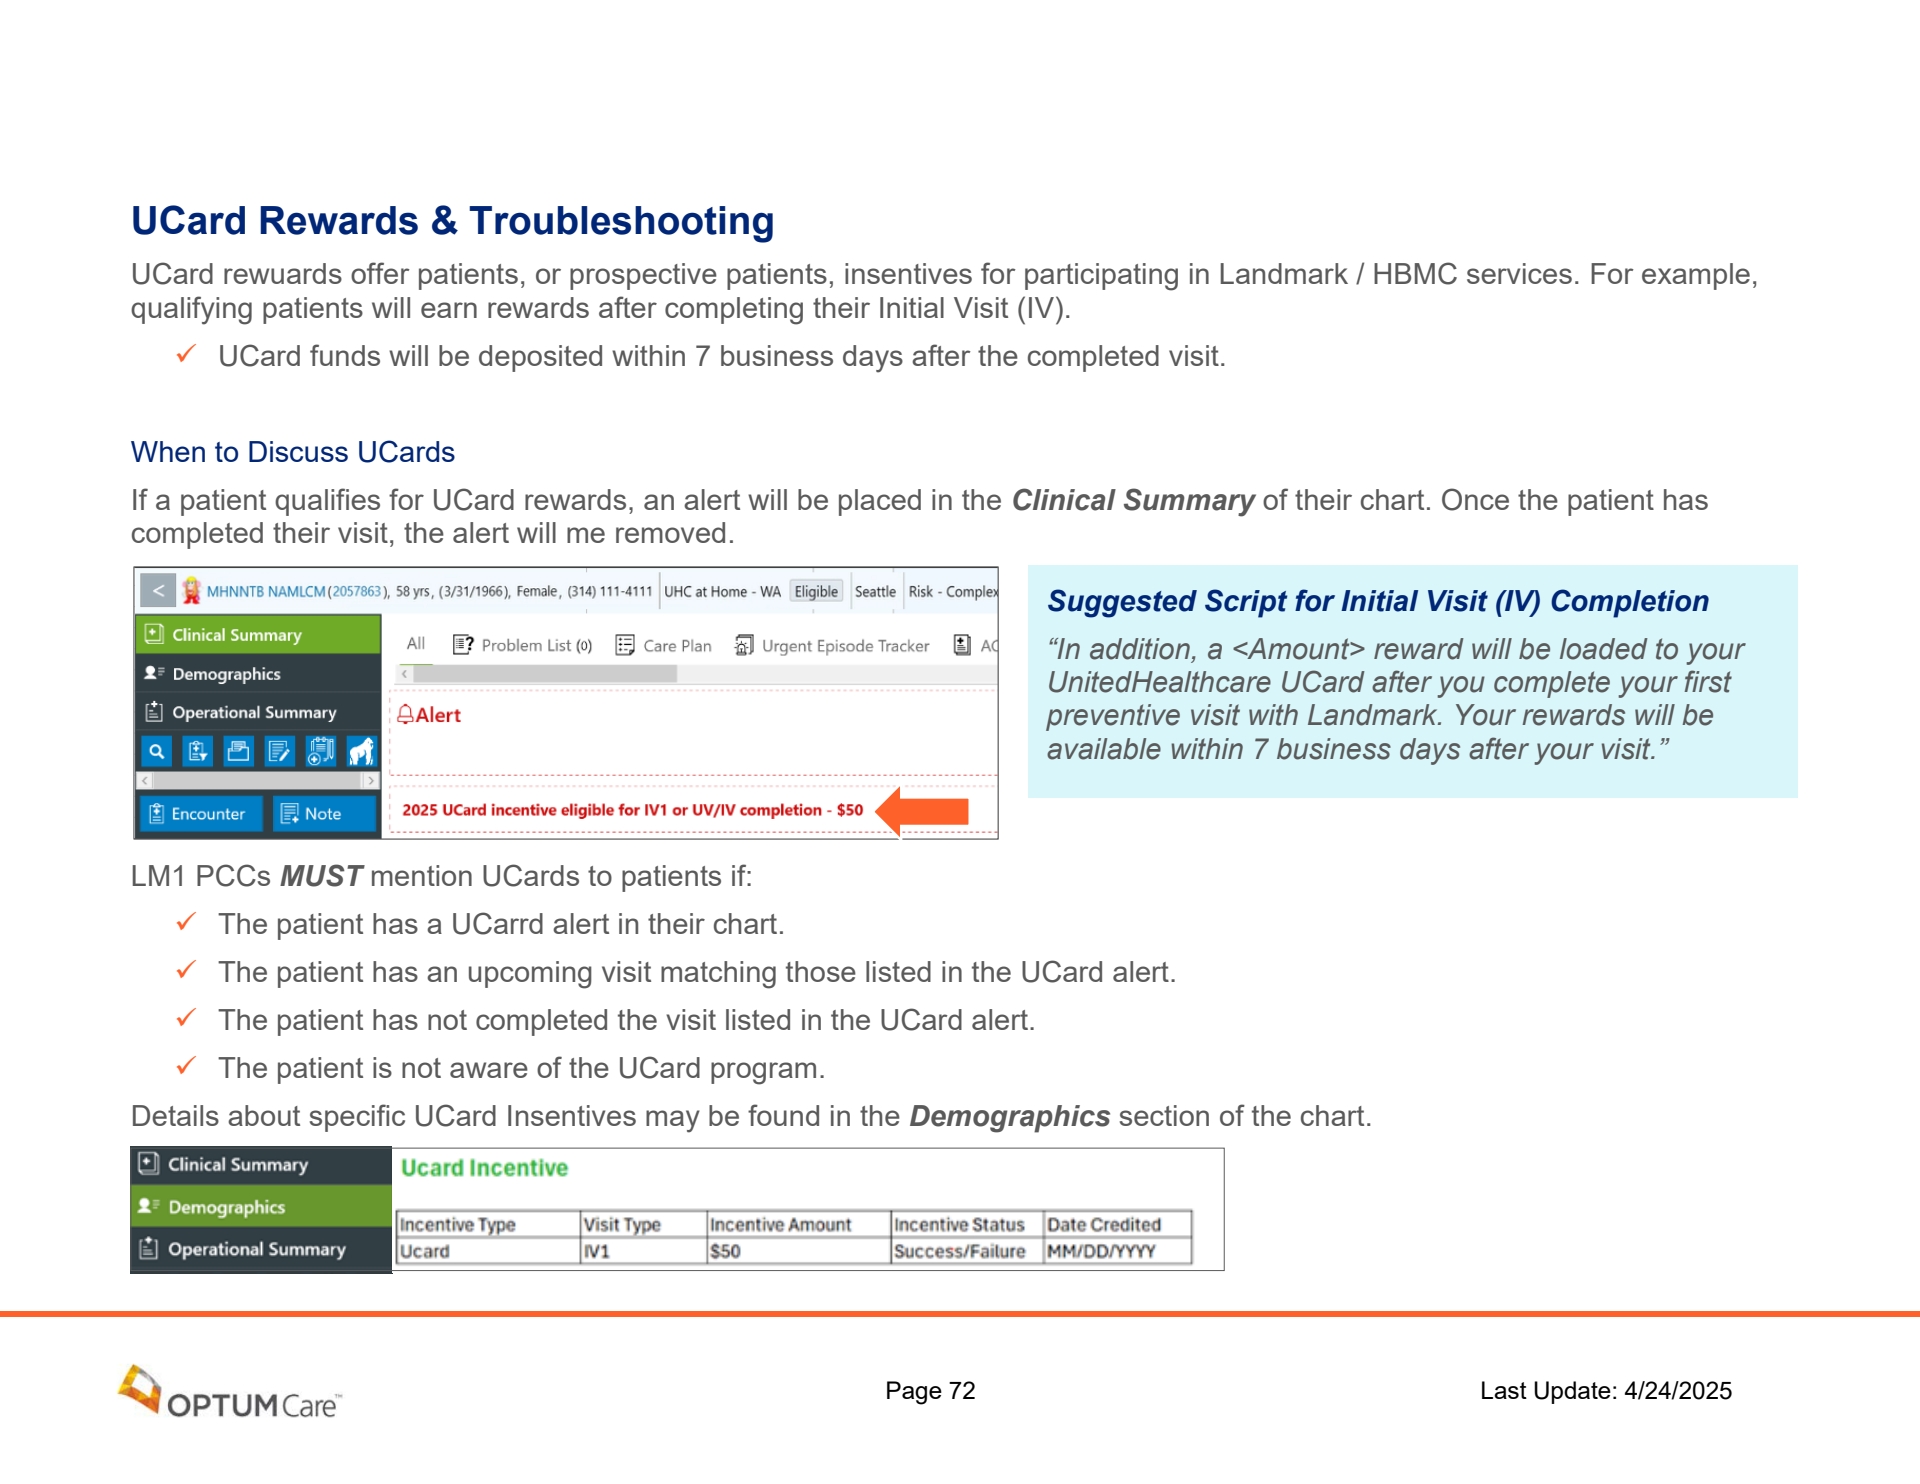 UCard Rewards & Troubleshooting
UCard rewuards offer patients, or prospective patients, insentives for participating in Landmark / HBMC services. For example,
qualifying patients will earn rewards after completing their Initial Visit (IV).
✓ UCard funds will be deposited within 7 business days after the completed visit.
When to Discuss UCards
If a patient qualifies for UCard rewards, an alert will be placed in the Clinical Summary of their chart. Once the patient has
completed their visit, the alert will me removed.
< MHNNTB NAMLCM (2057863), 58 yrs, (3/31/1966), Female, (314) 111-4111 UHC at Home - WA Eligible Seattle Risk - Complex
Clinical Summary
Demographics
Operational Summary
Encounter Note
All Problem List (0) Care Plan Urgent Episode Tracker AC
Alert
2025 UCard incentive eligible for IV1 or UV/IV completion - $50
Suggested Script for Initial Visit (IV) Completion
“In addition, a <Amount> reward will be loaded to your
UnitedHealthcare UCard after you complete your first
preventive visit with Landmark. Your rewards will be
available within 7 business days after your visit.”
LM1 PCCs MUST mention UCards to patients if:
✓ The patient has a UCarrd alert in their chart.
✓ The patient has an upcoming visit matching those listed in the UCard alert.
✓ The patient has not completed the visit listed in the UCard alert.
✓ The patient is not aware of the UCard program.
Details about specific UCard Insentives may be found in the Demographics section of the chart.
Clinical Summary
Demographics
Operational Summary
Ucard Incentive
Incentive Type Visit Type Incentive Amount Incentive Status Date Credited
Ucard IV1 $50 Success/Failure MM/DD/YYYY
OPTUM Care™
Page 72
Last Update: 4/24/2025